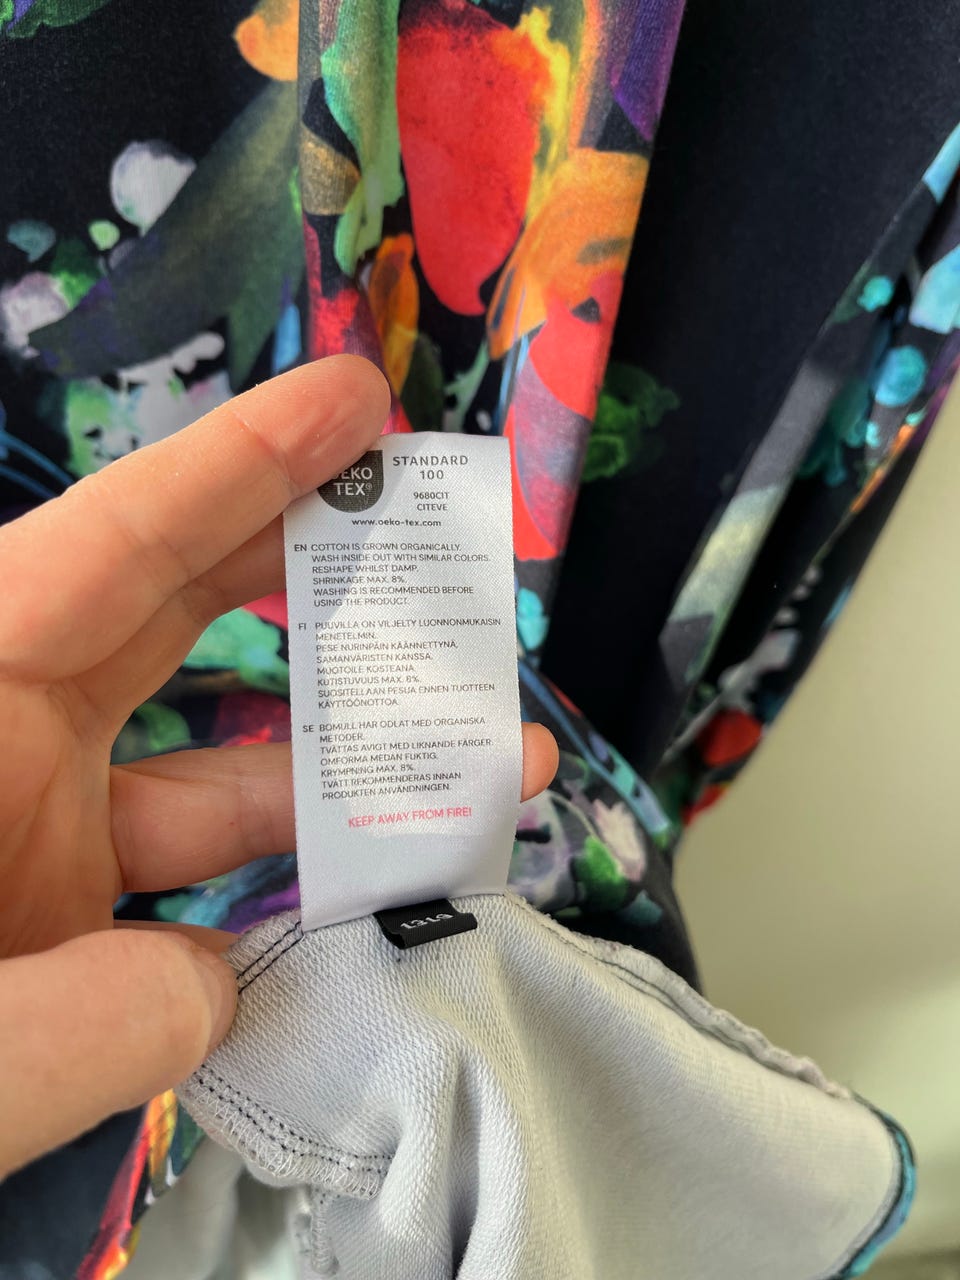 STANDARD
100
EKO
TEX®
9680CIT
CITEVE
www.oeko-tex.com
EN COTTON IS GROWN ORGANICALLY.
WASH INSIDE OUT WITH SIMILAR COLORS.
RESHAPE WHILST DAMP.
SHRINKAGE MAX. 8%.
WASHING IS RECOMMENDED BEFORE
USING THE PRODUCT.
FI PUUVILLA ON VILJELTY LUONNONMUKAISIN
MENETELMIN.
PESE NURINPÄIN KÄÄNNETTYNÄ,
SAMANVÄRISTEN KANSSA.
MUOTOILE KOSTEANA.
KUTISTUVUUS MAX. 8%.
SUOSITELLAAN PESUA ENNEN TUOTTEEN
KÄYTTÖÖNOTTOA.
SE BOMULL HAR ODLAT MED ORGANISKA
METODER.
TVÄTTAS AVIGT MED LIKNANDE FÄRGER.
OMFORMA MEDAN FUKTIG.
KRYMPNING MAX. 8%.
TVÄTT REKOMMENDERAS INNAN
PRODUKTEN ANVÄNDNINGEN.
KEEP AWAY FROM FIRE!